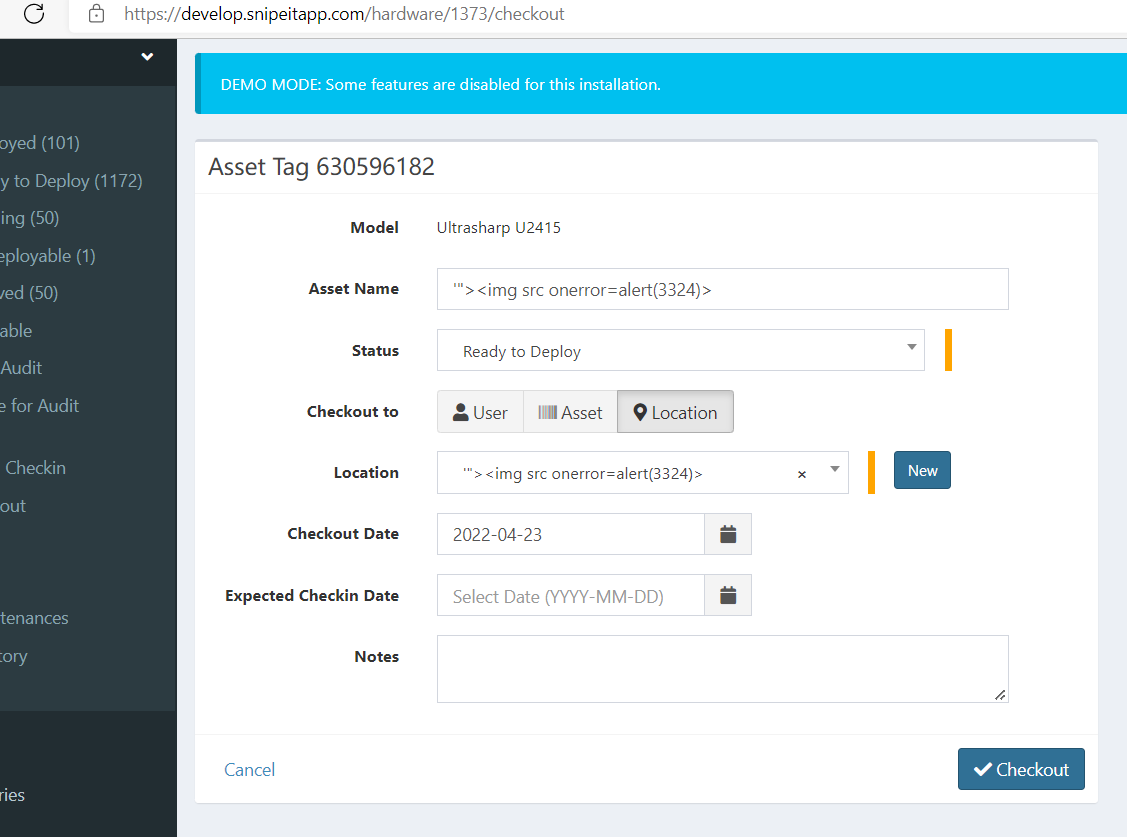 https://develop.snipeitapp.com/hardware/1373/checkout
DEMO MODE: Some features are disabled for this installation.
oyed (101)
y to Deploy (1172)
ing (50)
eployable (1)
ved (50)
able
Audit
e for Audit
Checkin
out
tenances
tory
ries
Asset Tag 630596182
Model Ultrasharp U2415
Asset Name '"><img src onerror=alert(3324)>
Status Ready to Deploy
Checkout to User Asset Location
Location '"><img src onerror=alert(3324)> × New
Checkout Date 2022-04-23
Expected Checkin Date Select Date (YYYY-MM-DD)
Notes
Cancel Checkout